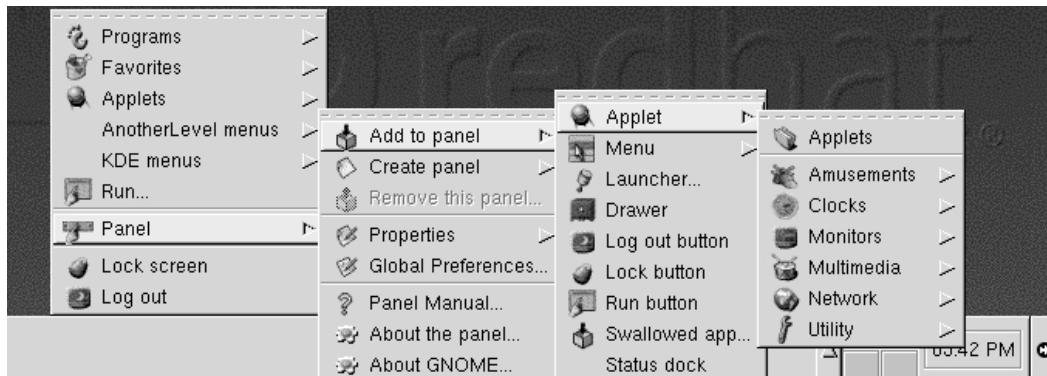 redhat
®
Programs
Favorites
Applets
AnotherLevel menus
KDE menus
Run...
Panel
Lock screen
Log out
Add to panel
Create panel
Remove this panel...
Properties
Global Preferences...
Panel Manual...
About the panel...
About GNOME...
Applet
Menu
Launcher...
Drawer
Log out button
Lock button
Run button
Swallowed app...
Status dock
Applets
Amusements
Clocks
Monitors
Multimedia
Network
Utility
PM